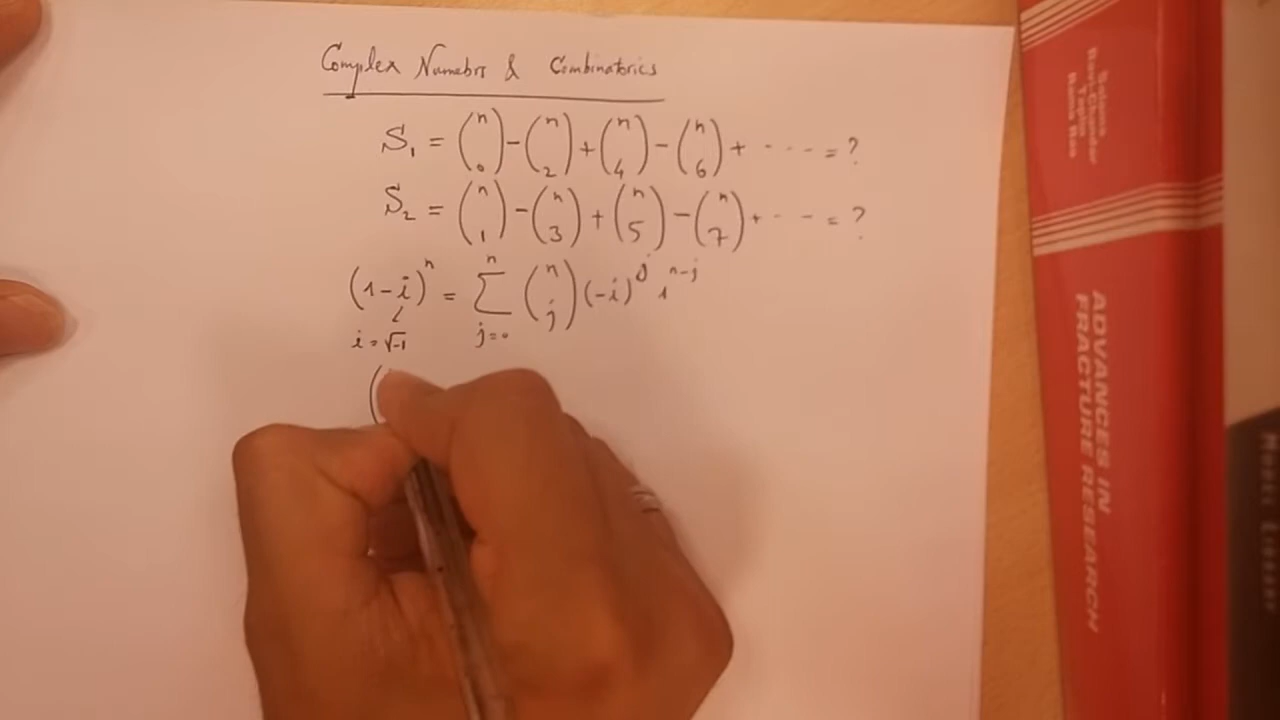 Complex Numebrs & Combinatorics
S₁ = (n 0) - (n 2) + (n 4) - (n 6) + ---- = ?
S₂ = (n 1) - (n 3) + (n 5) - (n 7) + ---- = ?
(1-i)ⁿ = Σ_{j=0}^{n} (n j) (-i)^j 1^{n-j}
i = √-1
(
ADVANCES IN
FRACTURE RESEARCH